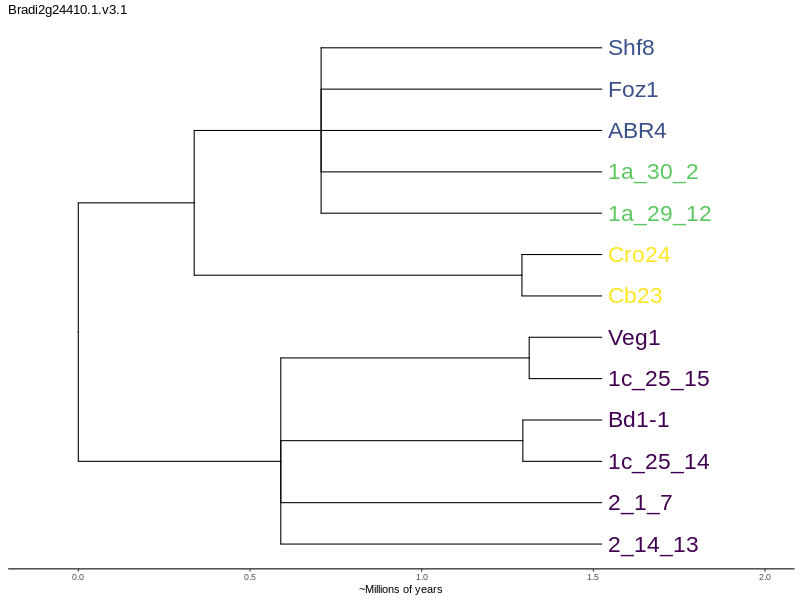 Bradi2g24410.1.v3.1
Shf8
Foz1
ABR4
1a_30_2
1a_29_12
Cro24
Cb23
Veg1
1c_25_15
Bd1-1
1c_25_14
2_1_7
2_14_13
0.0 0.5 1.0 1.5 2.0
~Millions of years